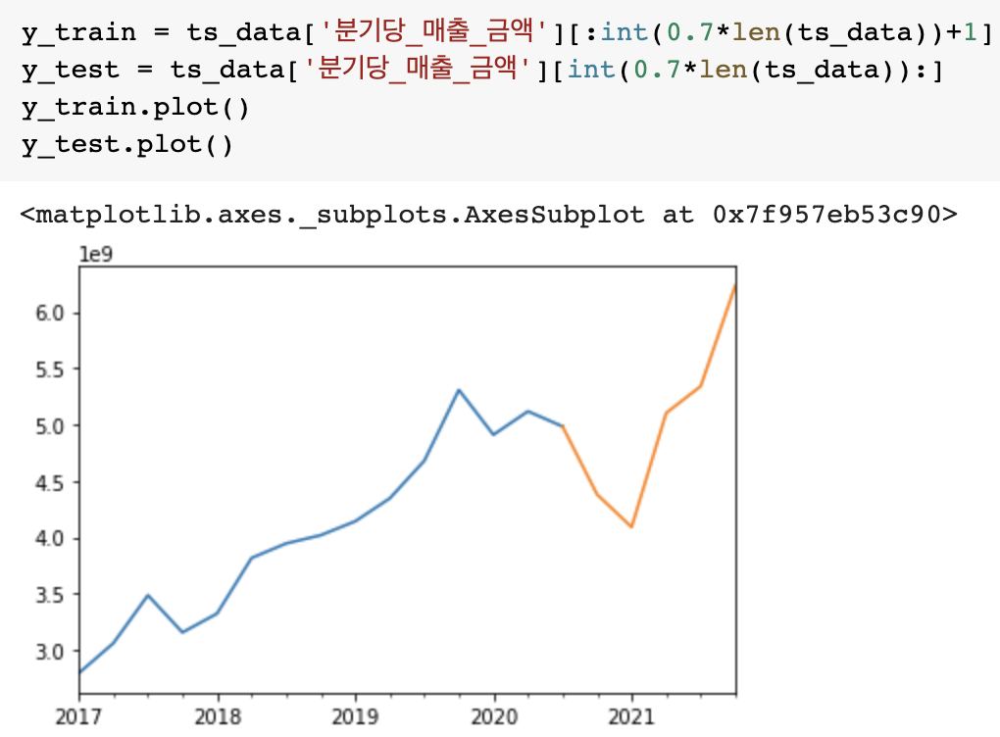 y_train = ts_data['분기당_매출_금액'][:int(0.7*len(ts_data))+1]
y_test = ts_data['분기당_매출_금액'][int(0.7*len(ts_data)):]
y_train.plot()
y_test.plot()
<matplotlib.axes._subplots.AxesSubplot at 0x7f957eb53c90>
1e9
6.0
5.5
5.0
4.5
4.0
3.5
3.0
2017 2018 2019 2020 2021